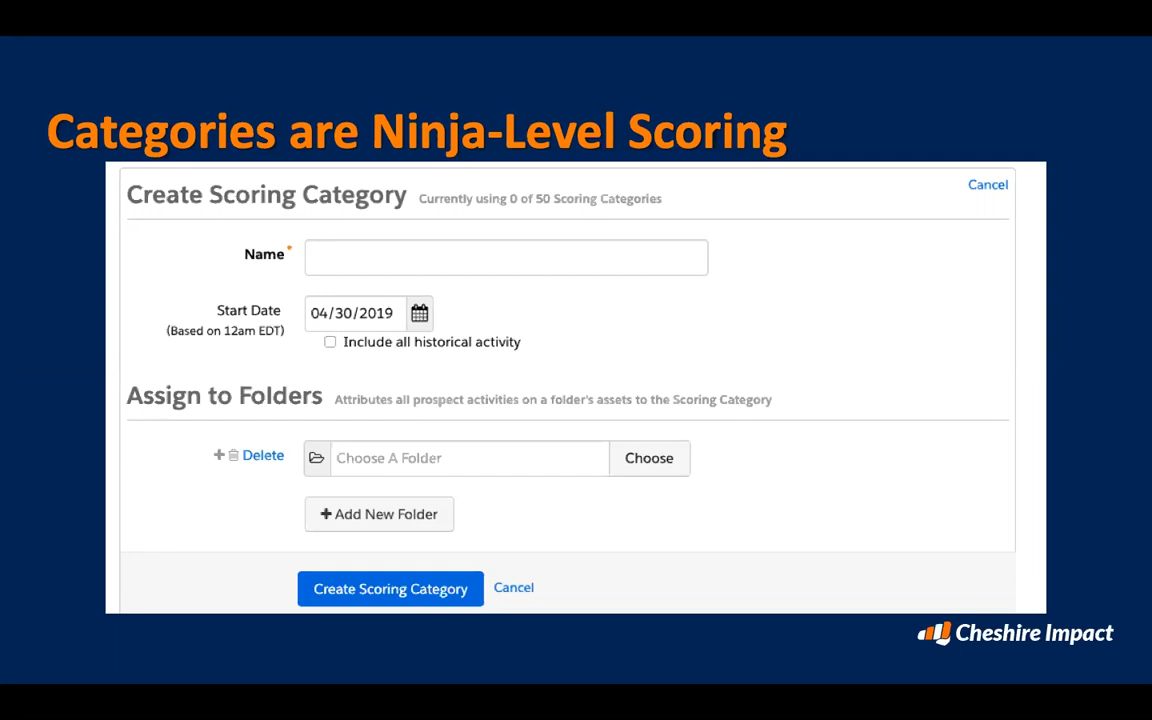 Categories are Ninja-Level Scoring
Create Scoring Category Currently using 0 of 50 Scoring Categories Cancel
Name *
Start Date 04/30/2019
(Based on 12am EDT)
Include all historical activity
Assign to Folders Attributes all prospect activities on a folder's assets to the Scoring Category
+ Delete Choose A Folder Choose
+ Add New Folder
Create Scoring Category Cancel
Cheshire Impact